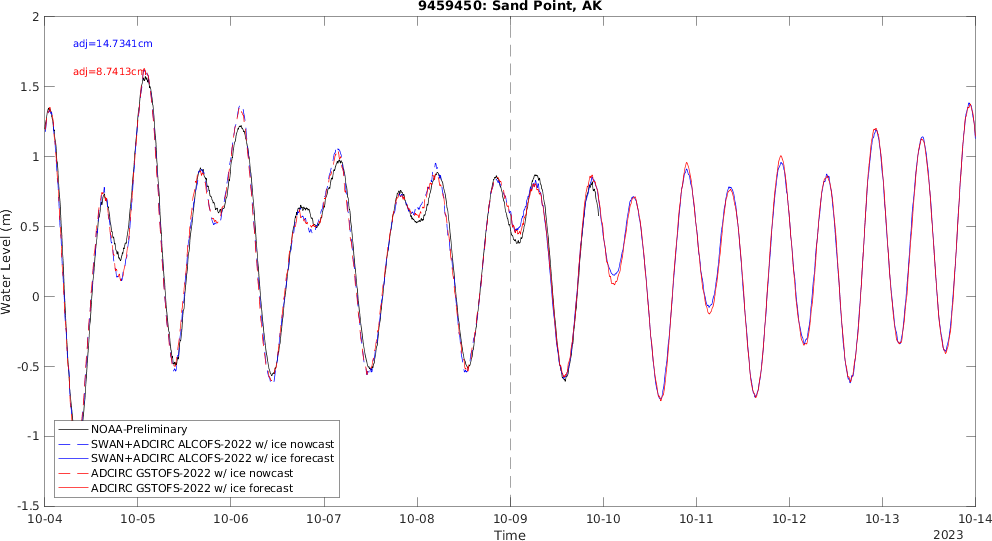 9459450: Sand Point, AK
adj=14.7341cm
adj=8.7413cm
Water Level (m)
2
1.5
1
0.5
0
-0.5
-1
-1.5
NOAA-Preliminary
SWAN+ADCIRC ALCOFS-2022 w/ ice nowcast
SWAN+ADCIRC ALCOFS-2022 w/ ice forecast
ADCIRC GSTOFS-2022 w/ ice nowcast
ADCIRC GSTOFS-2022 w/ ice forecast
10-04 10-05 10-06 10-07 10-08 10-09 10-10 10-11 10-12 10-13 10-14
Time
2023